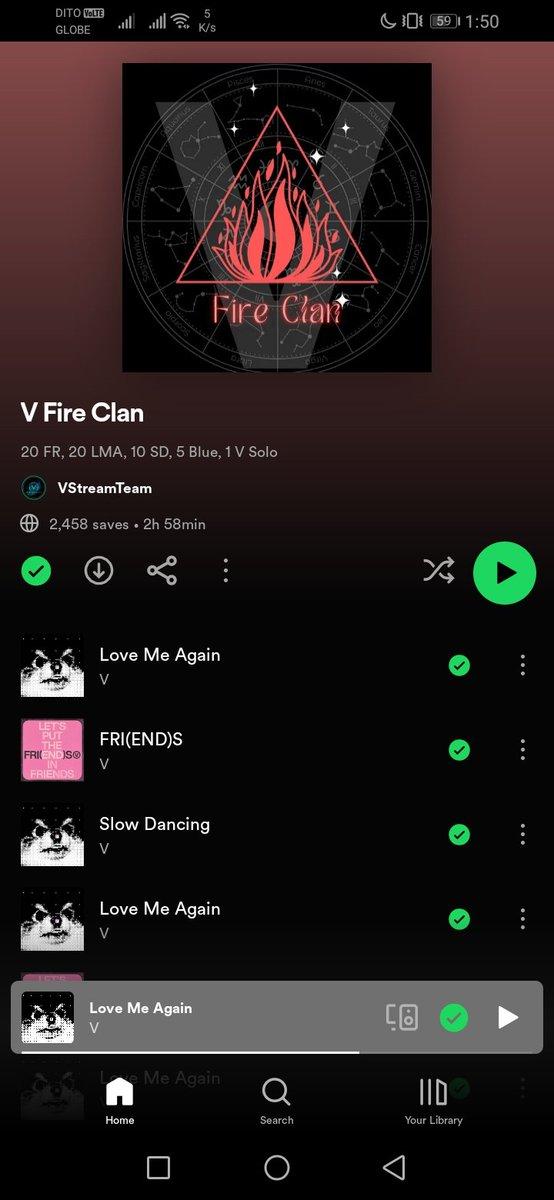 DITO VoLTE
GLOBE
5
K/s
59
1:50
Pisces
Aries
Taurus
Gemini
Cancer
Leo
Virgo
Libra
Scorpio
Capricorn
V
Fire Clan
V Fire Clan
20 FR, 20 LMA, 10 SD, 5 Blue, 1 V Solo
VStreamTeam
2,458 saves • 2h 58min
Love Me Again
V
LET'S
PUT
THE
FRI(END)S
IN
FRIENDS
FRI(END)S
V
Slow Dancing
V
Love Me Again
V
LET'S
Love Me Again
V
Love Me Again
Home
Search
Your Library